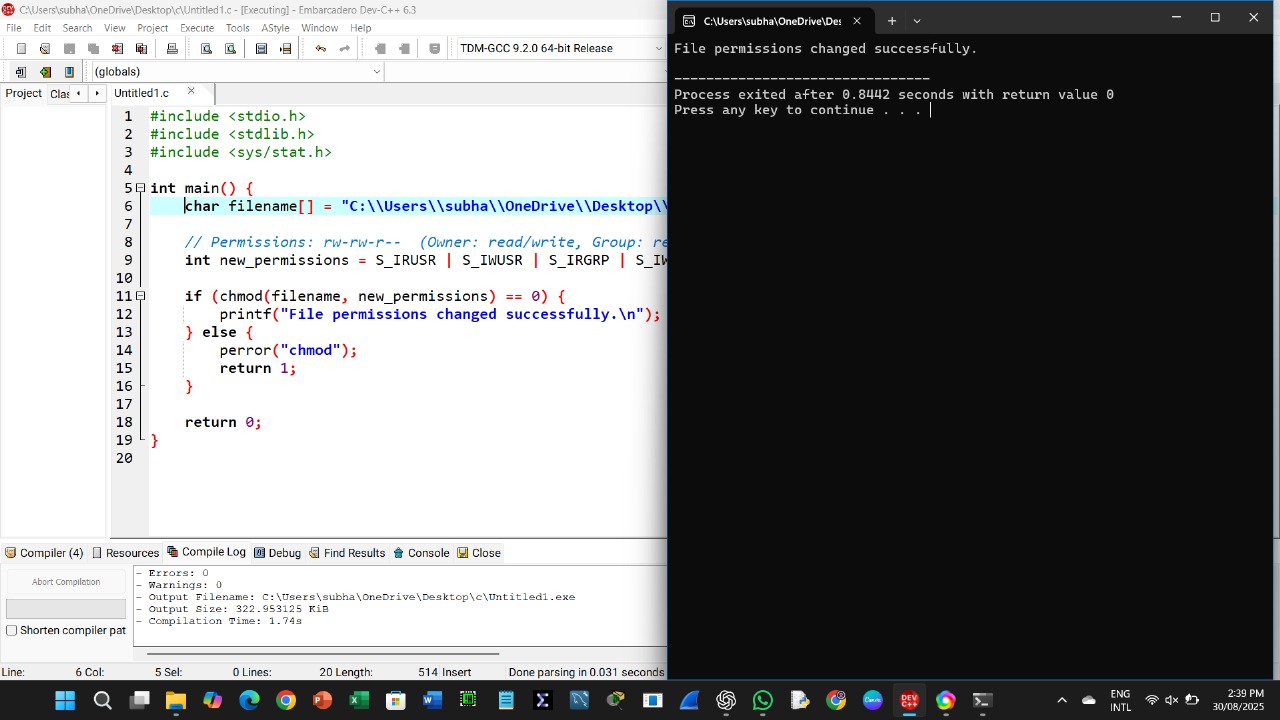 C:\Users\subha\OneDrive\Desktop\c\Untitled1.c - [Executing] - Embarcadero Dev-C++ 6.3
File Edit Search View Project Execute Tools AStyle Window Help
TDM-GCC 9.2.0 64-bit Release
(globals)
Project Clas Untitled1.c
1 #include <stdio.h>
2 #include <stdlib.h>
3 #include <sys/stat.h>
4
5 int main() {
6 char filename[] = "C:\\Users\\subha\\OneDrive\\Desktop\\
7
8 // Permissions: rw-rw-r-- (Owner: read/write, Group: re
9 int new_permissions = S_IRUSR | S_IWUSR | S_IRGRP | S_IW
10
11 if (chmod(filename, new_permissions) == 0) {
12 printf("File permissions changed successfully.\n");
13 } else {
14 perror("chmod");
15 return 1;
16 }
17
18 return 0;
19 }
20
Compiler (4) Resources Compile Log Debug Find Results Console Close
Abort Compilation
Shorten compiler pat
- Errors: 0
- Warnings: 0
- Output Filename: C:\Users\subha\OneDrive\Desktop\c\Untitled1.exe
- Output Size: 322.953125 KiB
- Compilation Time: 1.74s
Line: 6 Col: 5 Sel: 0 Lines: 20 Length: 514 Insert Done parsing in 0.031 seconds
C:\Users\subha\OneDrive\Des
File permissions changed successfully.
--------------------------------
Process exited after 0.8442 seconds with return value 0
Press any key to continue . . .
ENG
INTL
2:39 PM
30/08/2025